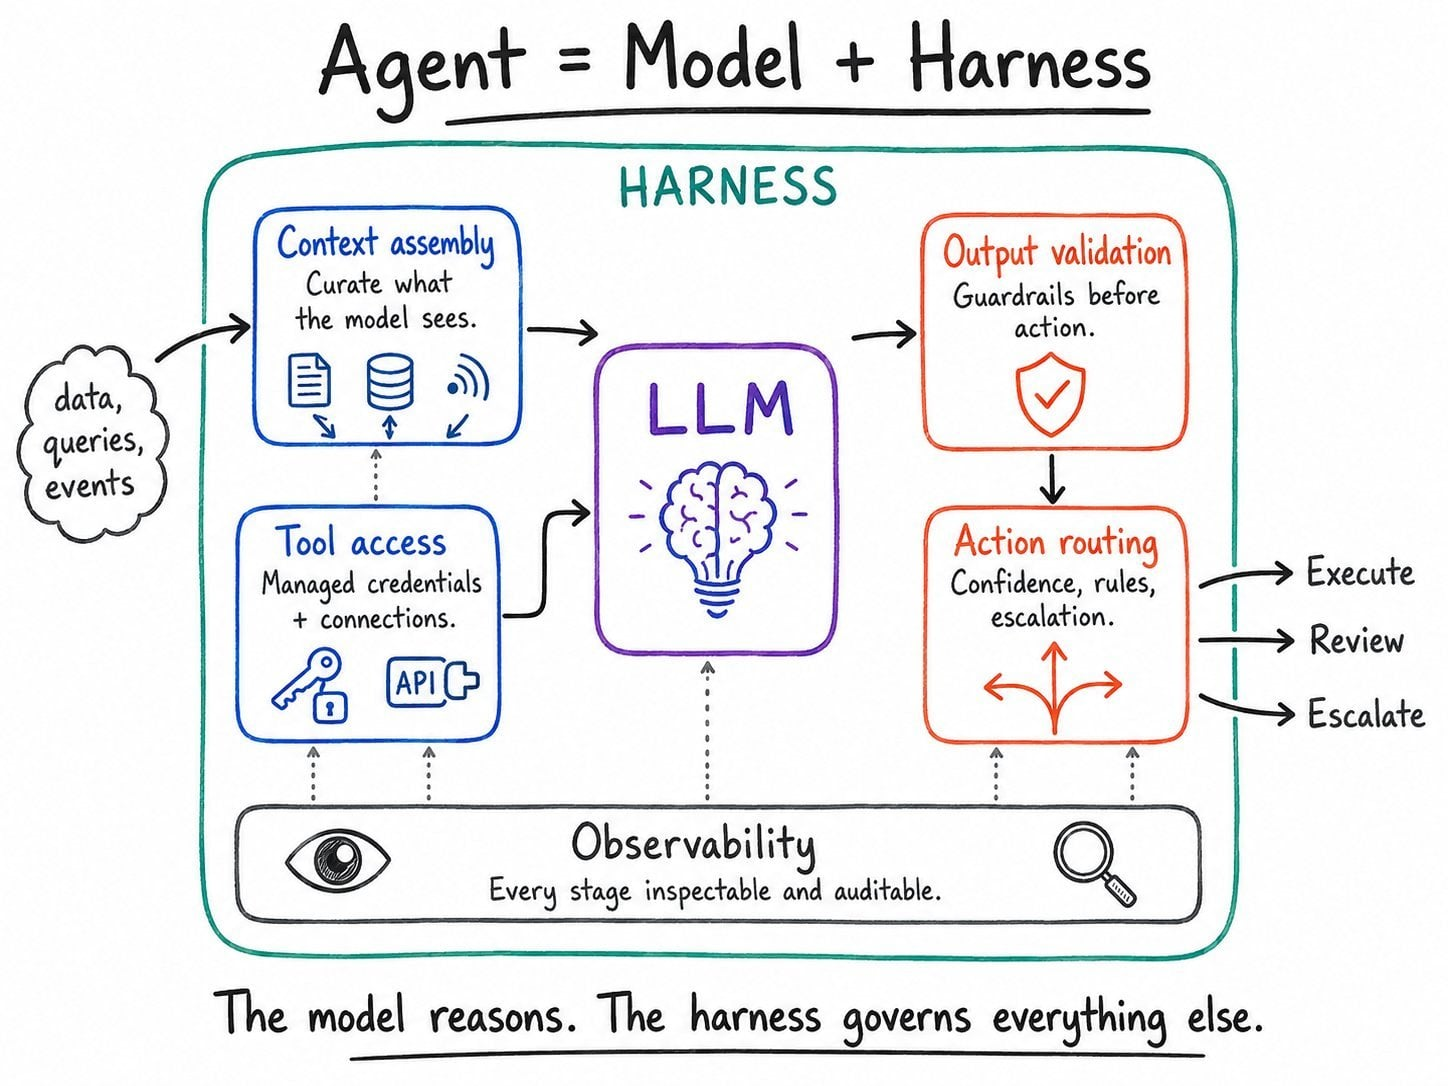 Agent = Model + Harness
HARNESS
data,
queries,
events
Context assembly
Curate what
the model sees.
Tool access
Managed credentials
+ connections.
API
LLM
Output validation
Guardrails before
action.
Action routing
Confidence, rules,
escalation.
Execute
Review
Escalate
Observability
Every stage inspectable and auditable.
The model reasons. The harness governs everything else.